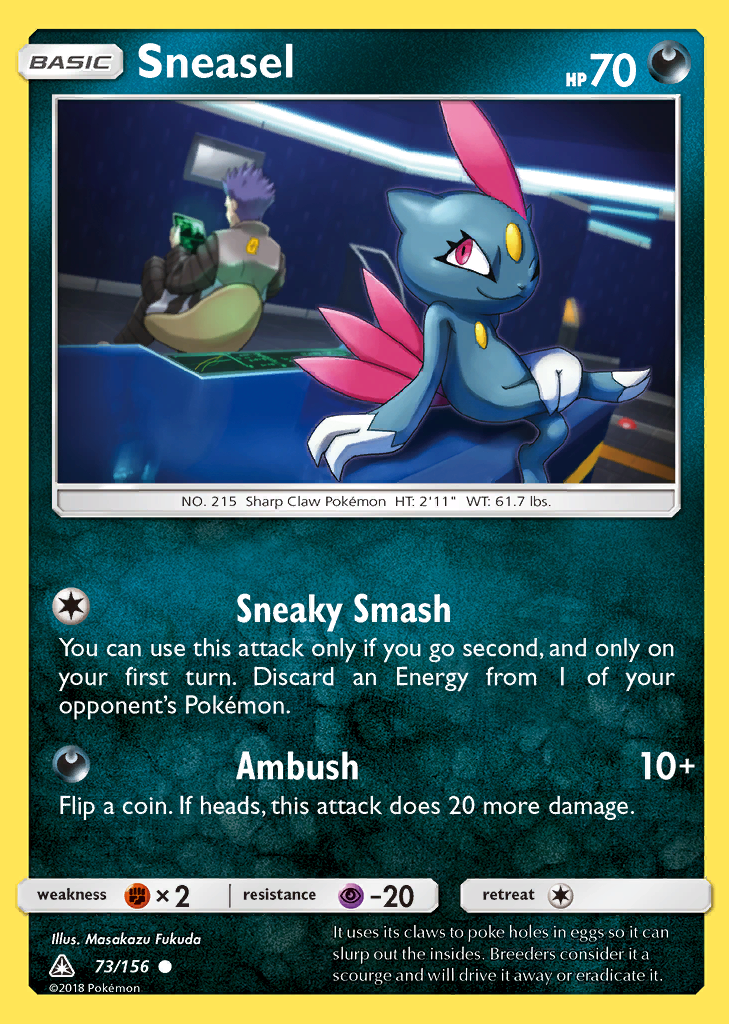 BASIC Sneasel HP 70
NO. 215 Sharp Claw Pokémon HT: 2'11" WT: 61.7 lbs.
Sneaky Smash
You can use this attack only if you go second, and only on
your first turn. Discard an Energy from 1 of your
opponent's Pokémon.
Ambush 10+
Flip a coin. If heads, this attack does 20 more damage.
weakness × 2 resistance -20 retreat
Illus. Masakazu Fukuda
73/156
©2018 Pokémon
It uses its claws to poke holes in eggs so it can
slurp out the insides. Breeders consider it a
scourge and will drive it away or eradicate it.